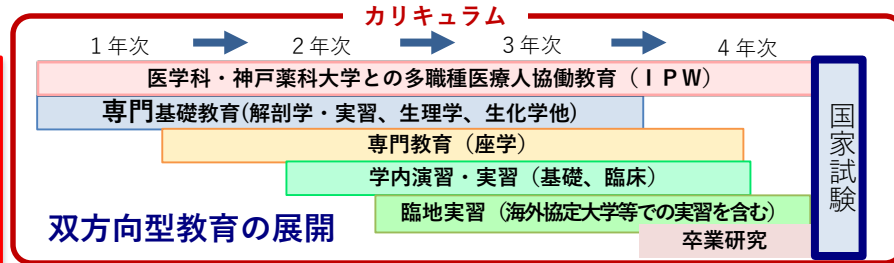 カリキュラム
1年次 2年次 3年次 4年次
医学科・神戸薬科大学との多職種医療人協働教育(IPW)
専門基礎教育(解剖学・実習、生理学、生化学他)
専門教育(座学)
学内演習・実習(基礎、臨床)
臨地実習(海外協定大学等での実習を含む)
卒業研究
双方向型教育の展開
国家試験